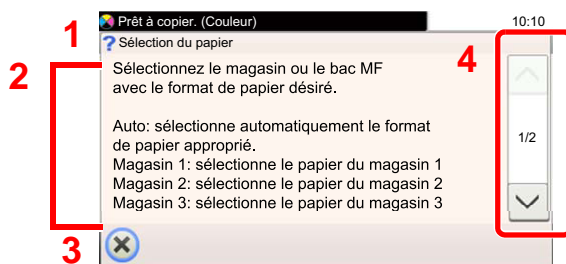 Prêt à copier. (Couleur) 10:10
1
? Sélection du papier
4
2
Sélectionnez le magasin ou le bac MF
avec le format de papier désiré.
Auto: sélectionne automatiquement le format
de papier approprié.
1/2
Magasin 1: sélectionne le papier du magasin 1
Magasin 2: sélectionne le papier du magasin 2
Magasin 3: sélectionne le papier du magasin 3
3